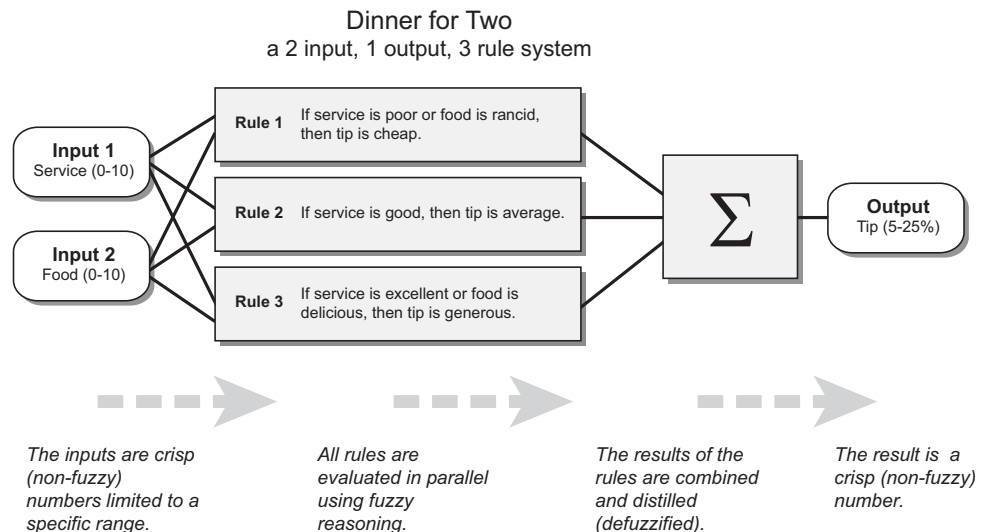 Dinner for Two
a 2 input, 1 output, 3 rule system
Input 1
Service (0-10)
Input 2
Food (0-10)
Rule 1
If service is poor or food is rancid,
then tip is cheap.
Rule 2
If service is good, then tip is average.
Rule 3
If service is excellent or food is
delicious, then tip is generous.
Σ
Output
Tip (5-25%)
The inputs are crisp
(non-fuzzy)
numbers limited to a
specific range.
All rules are
evaluated in parallel
using fuzzy
reasoning.
The results of the
rules are combined
and distilled
(defuzzified).
The result is a
crisp (non-fuzzy)
number.